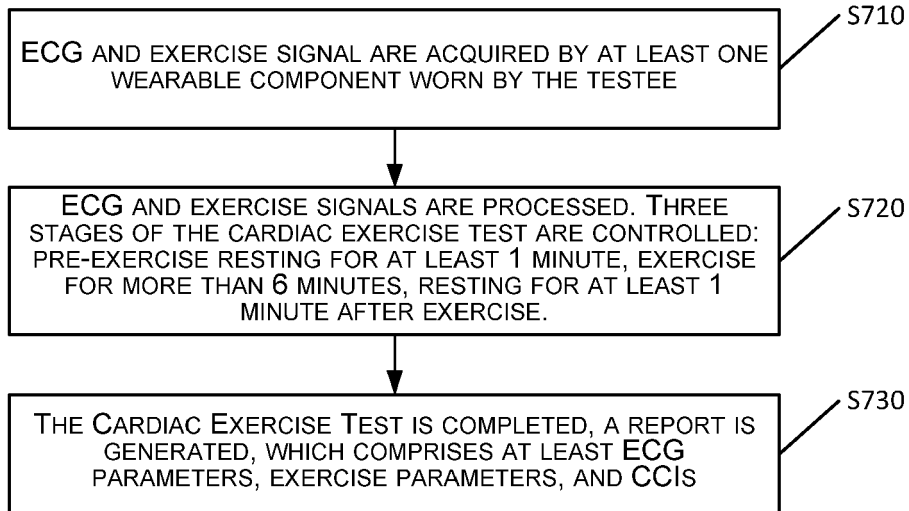 S710
ECG AND EXERCISE SIGNAL ARE ACQUIRED BY AT LEAST ONE
WEARABLE COMPONENT WORN BY THE TESTEE
S720
ECG AND EXERCISE SIGNALS ARE PROCESSED. THREE
STAGES OF THE CARDIAC EXERCISE TEST ARE CONTROLLED:
PRE-EXERCISE RESTING FOR AT LEAST 1 MINUTE, EXERCISE
FOR MORE THAN 6 MINUTES, RESTING FOR AT LEAST 1
MINUTE AFTER EXERCISE.
S730
THE CARDIAC EXERCISE TEST IS COMPLETED, A REPORT IS
GENERATED, WHICH COMPRISES AT LEAST ECG
PARAMETERS, EXERCISE PARAMETERS, AND CCIS